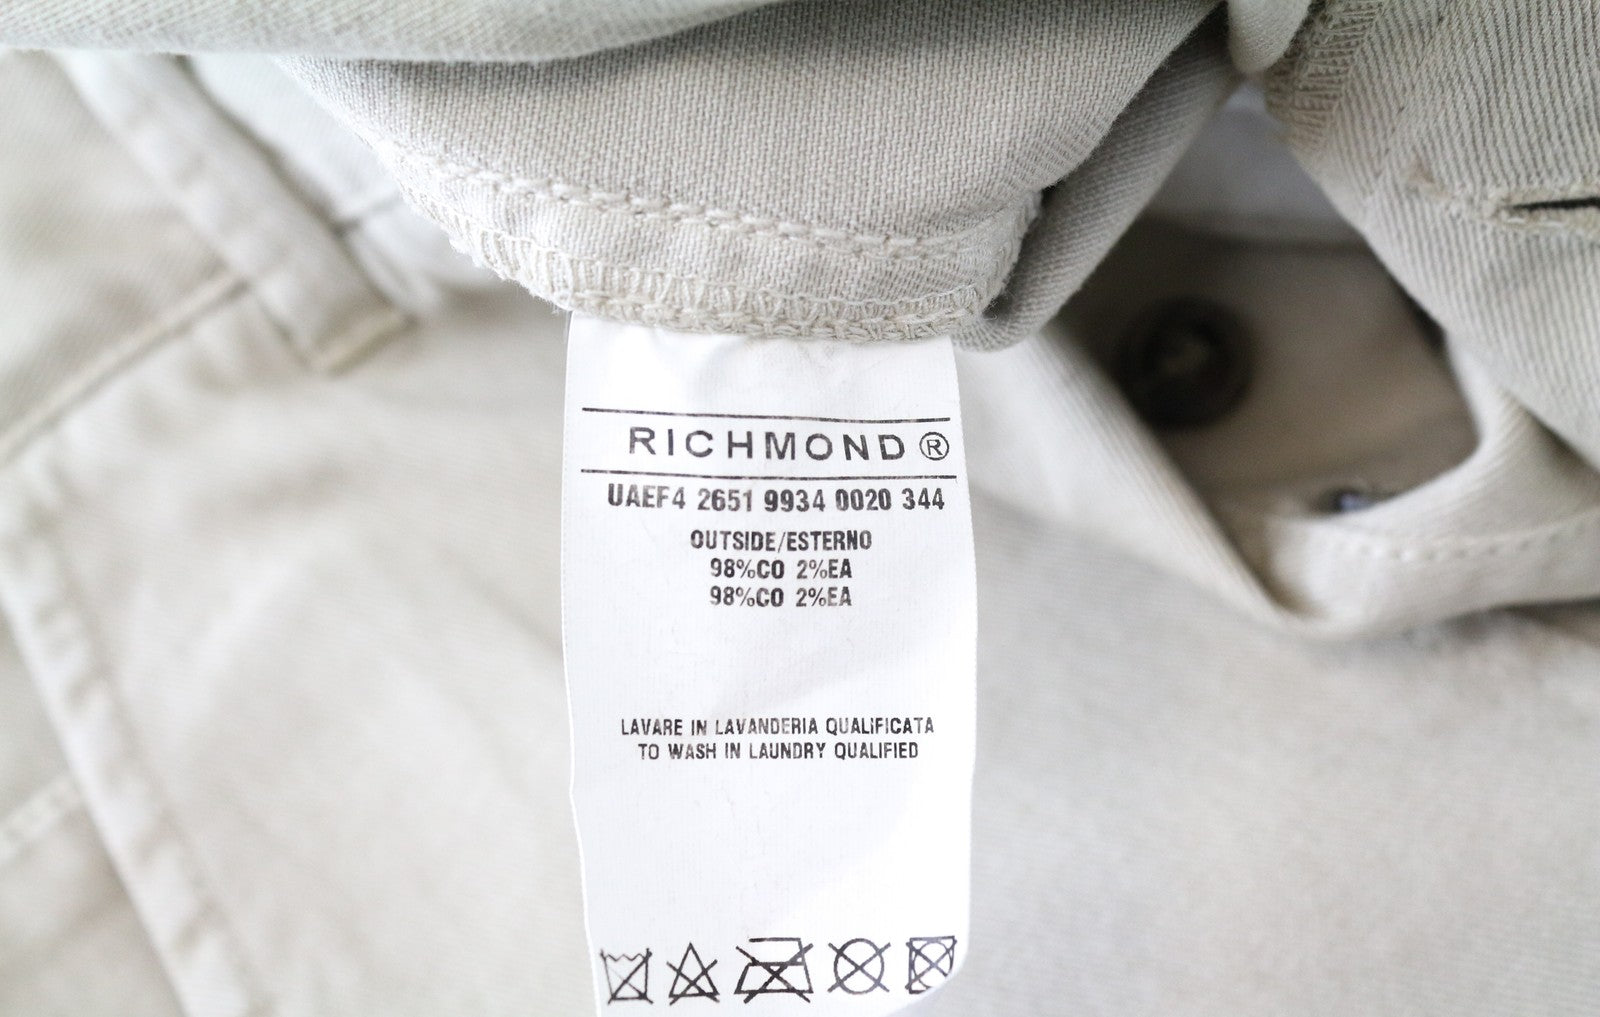 RICHMOND®
UAEF4 2651 9934 0020 344
OUTSIDE/ESTERNO
98%CO 2%EA
98%CO 2%EA
LAVARE IN LAVANDERIA QUALIFICATA
TO WASH IN LAUNDRY QUALIFIED